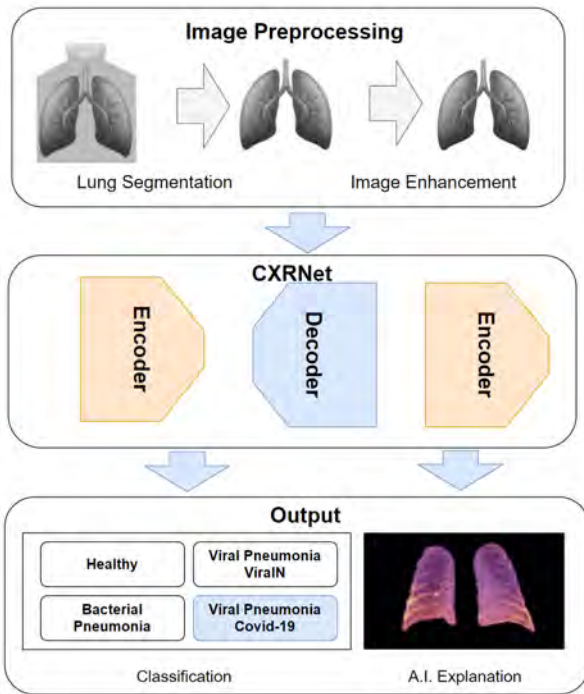 Image Preprocessing
Lung Segmentation
Image Enhancement
CXRNet
Encoder
Decoder
Encoder
Output
Healthy
Viral Pneumonia
ViralN
Bacterial
Pneumonia
Viral Pneumonia
Covid-19
Classification
A.I. Explanation